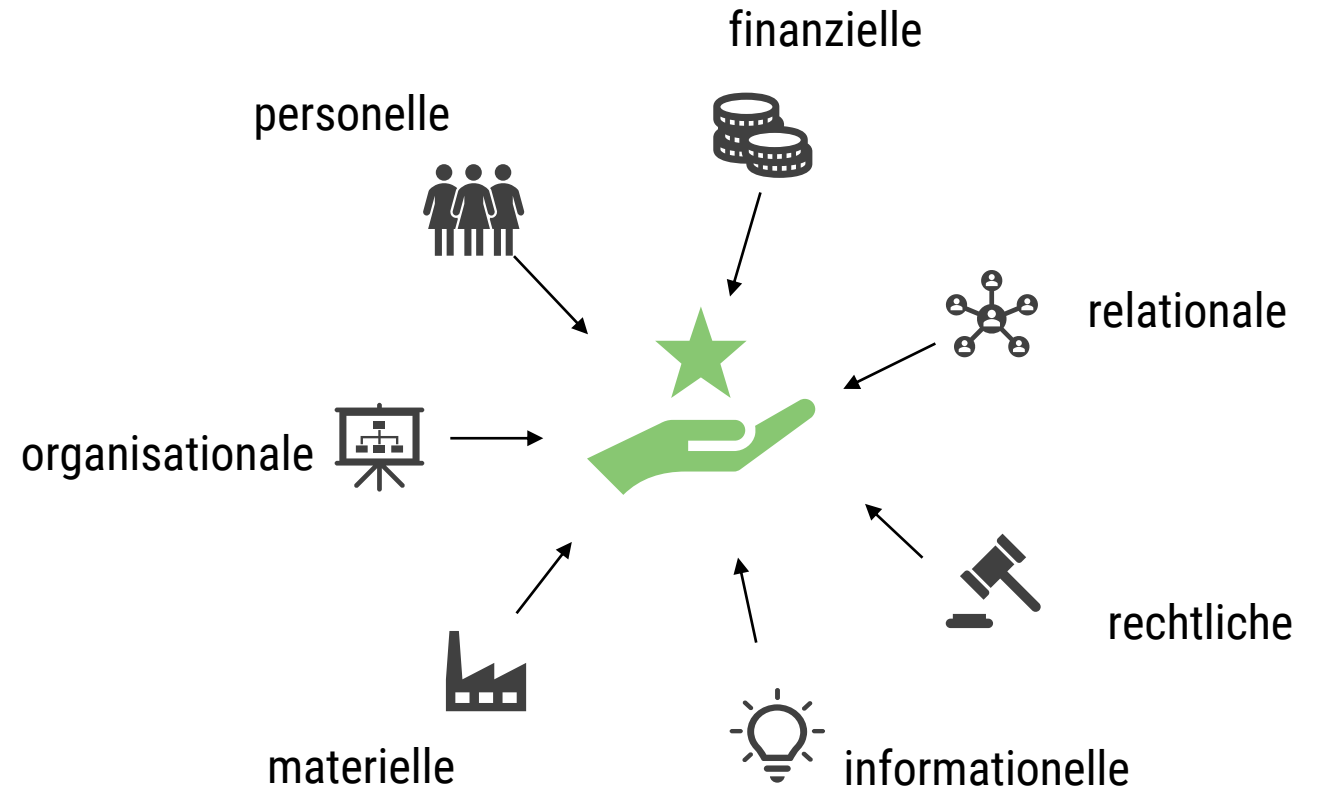 finanzielle
personelle
relationale
organisationale
rechtliche
materielle
informationelle